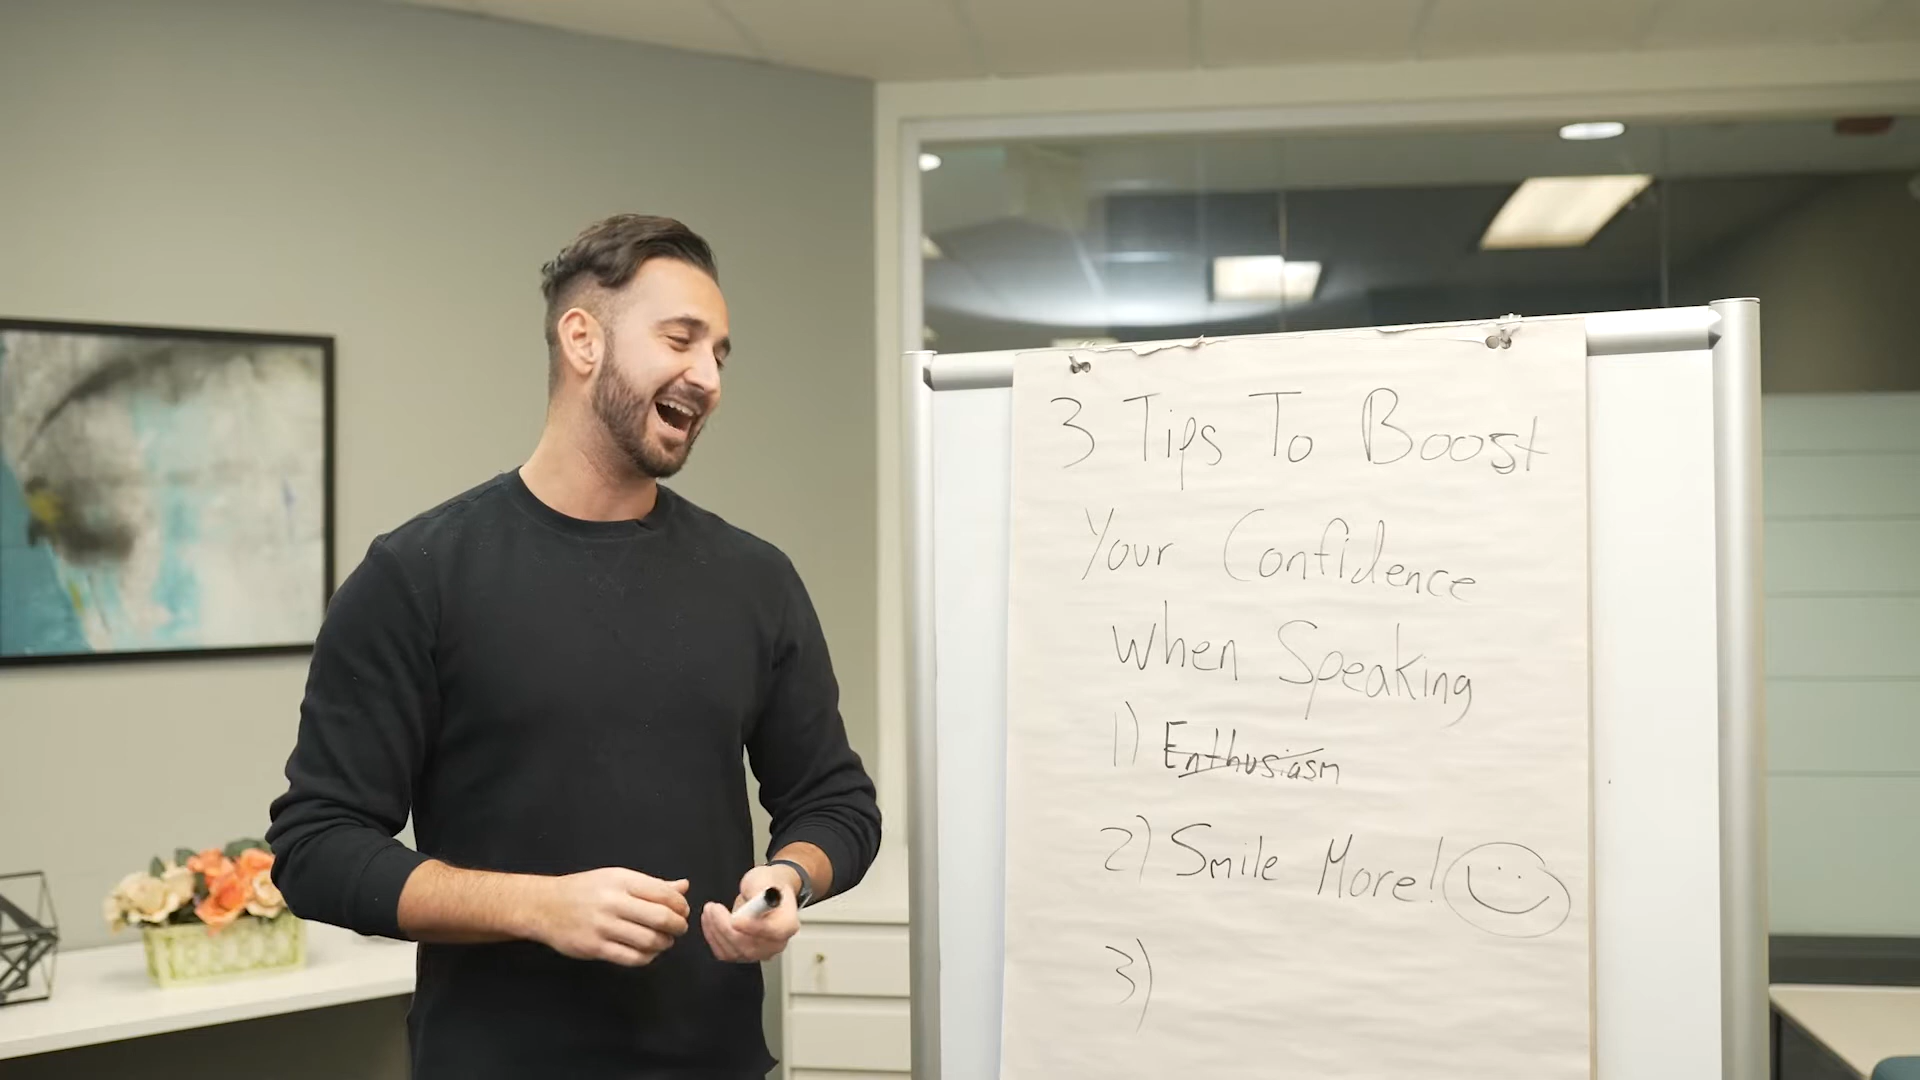 3 Tips To Boost
Your Confidence
When Speaking
1) Enthusiasm
2) Smile More!
3)